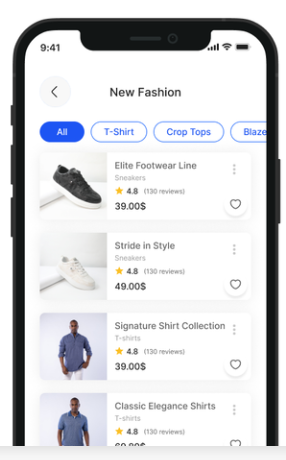 9:41
New Fashion
All
T-Shirt
Crop Tops
Blaze
Elite Footwear Line
Sneakers
4.8 (130 reviews)
39.00$
Stride in Style
Sneakers
4.8 (130 reviews)
49.00$
Signature Shirt Collection
T-shirts
4.8 (130 reviews)
39.00$
Classic Elegance Shirts
T-shirts
4.8 (130 reviews)